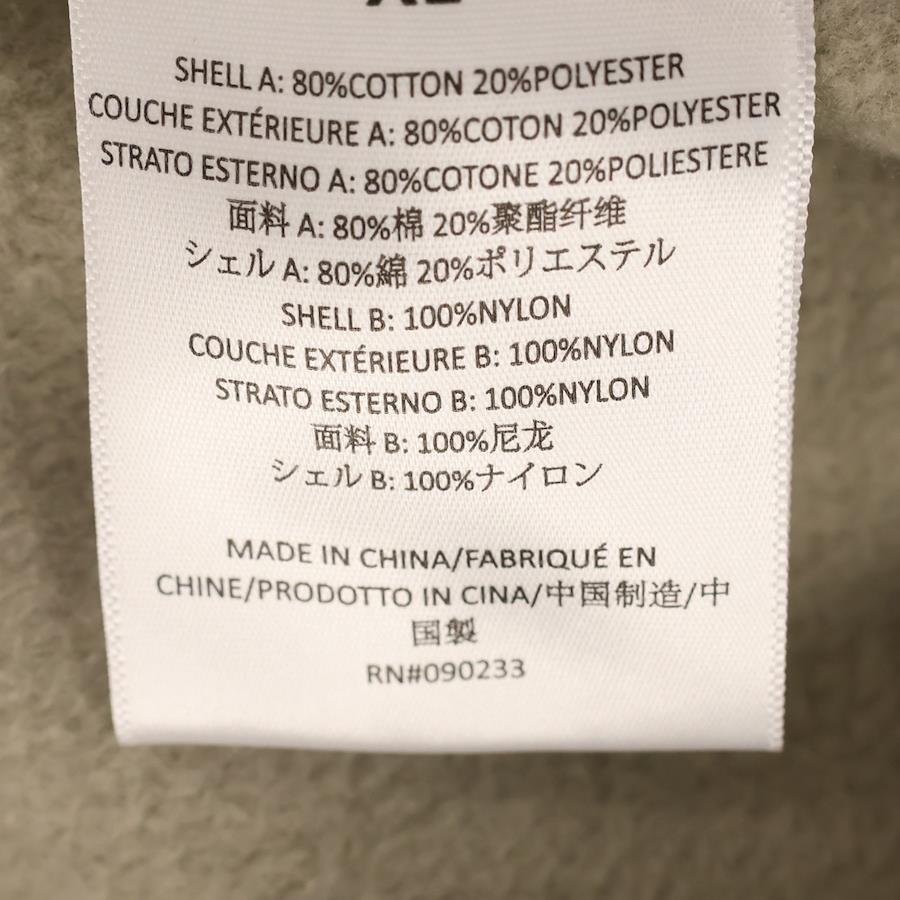 SHELL A: 80%COTTON 20%POLYESTER
COUCHE EXTÉRIEURE A: 80%COTON 20%POLYESTER
STRATO ESTERNO A: 80%COTONE 20%POLIESTERE
面料 A: 80%棉 20%聚酯纤维
シェル A: 80%綿 20%ポリエステル
SHELL B: 100%NYLON
COUCHE EXTÉRIEURE B: 100%NYLON
STRATO ESTERNO B: 100%NYLON
面料 B: 100%尼龙
シェル B: 100%ナイロン
MADE IN CHINA/FABRIQUÉ EN
CHINE/PRODOTTO IN CINA/中国制造/中
国製
RN#090233